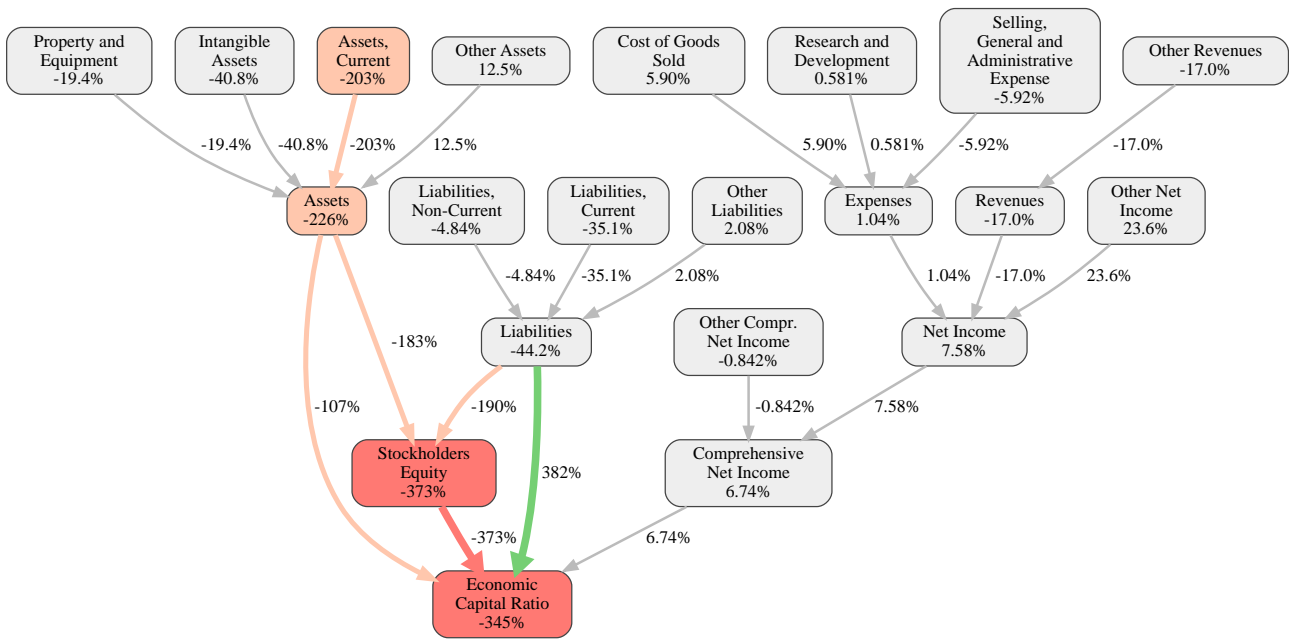 Property and
Equipment
-19.4%
Intangible
Assets
-40.8%
Assets,
Current
-203%
Other Assets
12.5%
Cost of Goods
Sold
5.90%
Research and
Development
0.581%
Selling,
General and
Administrative
Expense
-5.92%
Other Revenues
-17.0%
-19.4%
-40.8%
-203%
12.5%
5.90%
0.581%
-5.92%
-17.0%
Assets
-226%
Liabilities,
Non-Current
-4.84%
Liabilities,
Current
-35.1%
Other
Liabilities
2.08%
Expenses
1.04%
Revenues
-17.0%
Other Net
Income
23.6%
-4.84%
-35.1%
2.08%
1.04%
-17.0%
23.6%
Liabilities
-44.2%
Other Compr.
Net Income
-0.842%
Net Income
7.58%
-183%
-107%
-190%
-0.842%
7.58%
Stockholders
Equity
-373%
382%
Comprehensive
Net Income
6.74%
-373%
6.74%
Economic
Capital Ratio
-345%